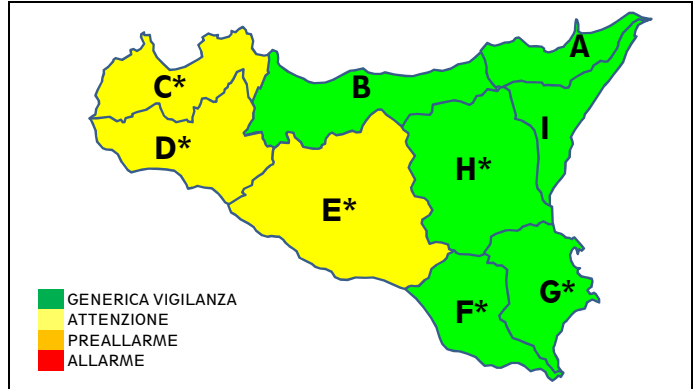 A
C*
B
I
D*
H*
E*
G*
F*
GENERICA VIGILANZA
ATTENZIONE
PREALLARME
ALLARME